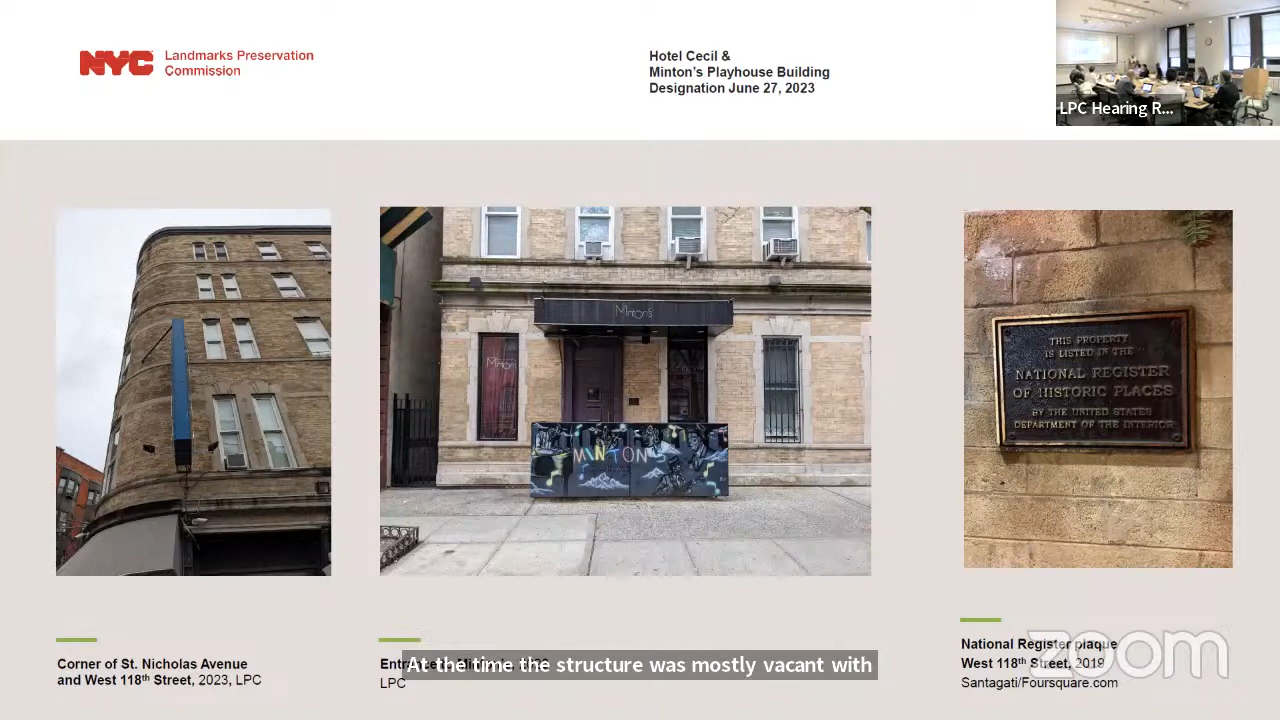 NYC
Landmarks Preservation
Commission
Hotel Cecil &
Minton's Playhouse Building
Designation June 27, 2023
LPC Hearing R...
Minton's
Minton's
MINTON
THIS PROPERTY
IS LISTED IN THE
NATIONAL REGISTER
OF HISTORIC PLACES
BY THE UNITED STATES
DEPARTMENT OF THE INTERIOR
Corner of St. Nicholas Avenue
and West 118th Street, 2023, LPC
LPC
At the time the structure was mostly vacant with
National Register plaque
West 118th Street, 2019
Santagati/Foursquare.com
zoom